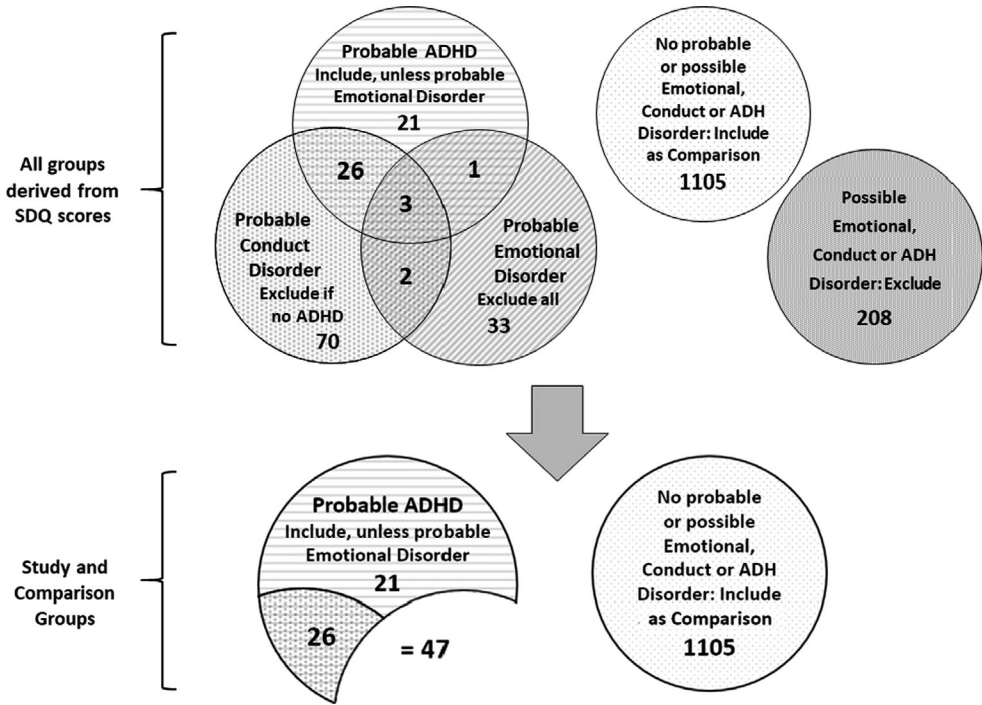 All groups
derived from
SDQ scores
Probable ADHD
Include, unless probable
Emotional Disorder
21
26
1
3
2
Probable
Conduct
Disorder
Exclude if
no ADHD
70
Probable
Emotional
Disorder
Exclude all
33
No probable
or possible
Emotional,
Conduct or ADH
Disorder: Include
as Comparison
1105
Possible
Emotional,
Conduct or ADH
Disorder: Exclude
208
Study and
Comparison
Groups
Probable ADHD
Include, unless probable
Emotional Disorder
21
26
= 47
No probable
or possible
Emotional,
Conduct or ADH
Disorder: Include
as Comparison
1105